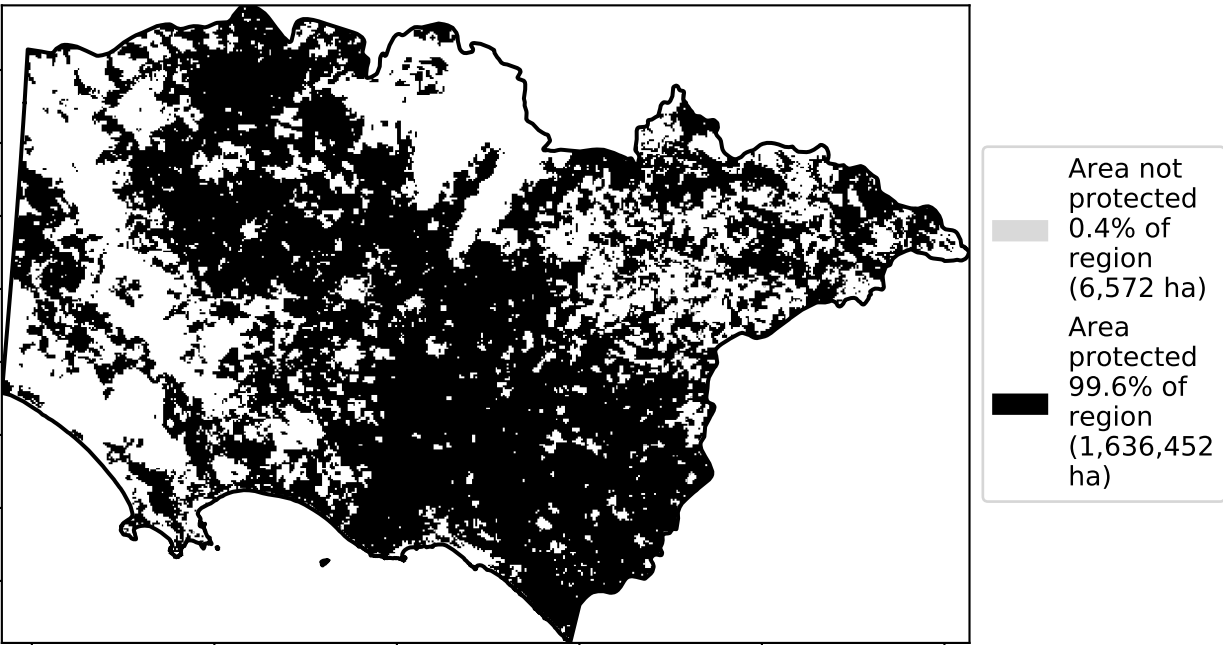 Area not
protected
0.4% of
region
(6,572 ha)
Area
protected
99.6% of
region
(1,636,452
ha)